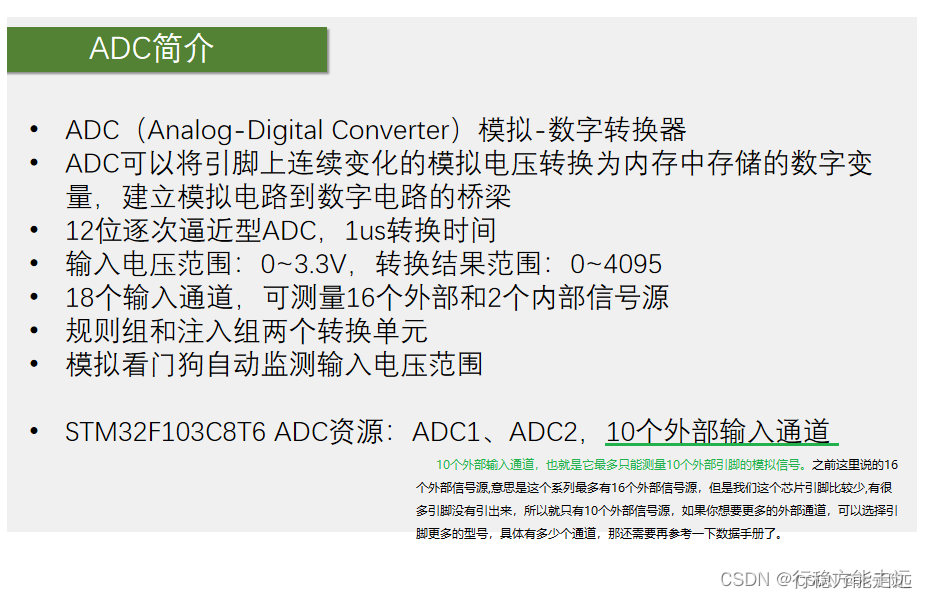 ADC简介
• ADC（Analog-Digital Converter）模拟-数字转换器
• ADC可以将引脚上连续变化的模拟电压转换为内存中存储的数字变
量，建立模拟电路到数字电路的桥梁
• 12位逐次逼近型ADC，1us转换时间
• 输入电压范围：0~3.3V，转换结果范围：0~4095
• 18个输入通道，可测量16个外部和2个内部信号源
• 规则组和注入组两个转换单元
• 模拟看门狗自动监测输入电压范围
• STM32F103C8T6 ADC资源：ADC1、ADC2，10个外部输入通道
10个外部输入通道，也就是它最多只能测量10个外部引脚的模拟信号。之前这里说的16
个外部信号源,意思是这个系列最多有16个外部信号源，但是我们这个芯片引脚比较少,有很
多引脚没有引出来，所以就只有10个外部信号源，如果你想要更多的外部通道，可以选择引
脚更多的型号，具体有多少个通道，那还需要再参考一下数据手册了。
CSDN @行稳方能走远